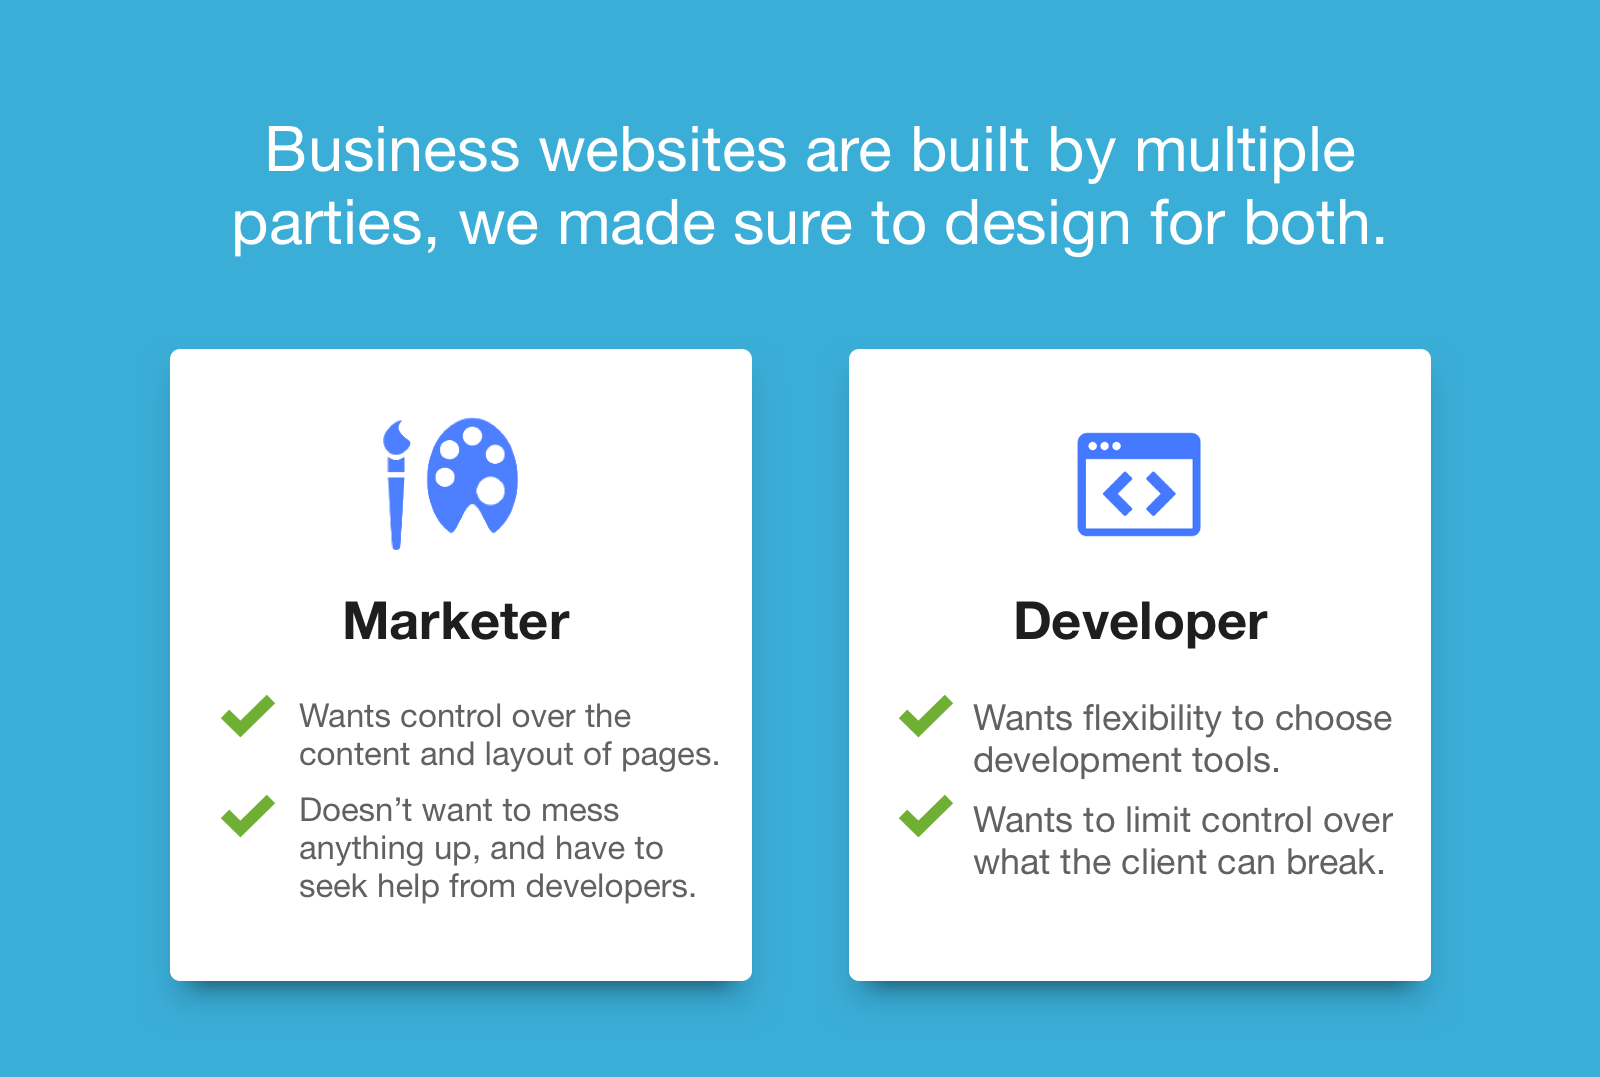 Business websites are built by multiple
parties, we made sure to design for both.
Marketer
Wants control over the
content and layout of pages.
Doesn’t want to mess
anything up, and have to
seek help from developers.
Developer
Wants flexibility to choose
development tools.
Wants to limit control over
what the client can break.